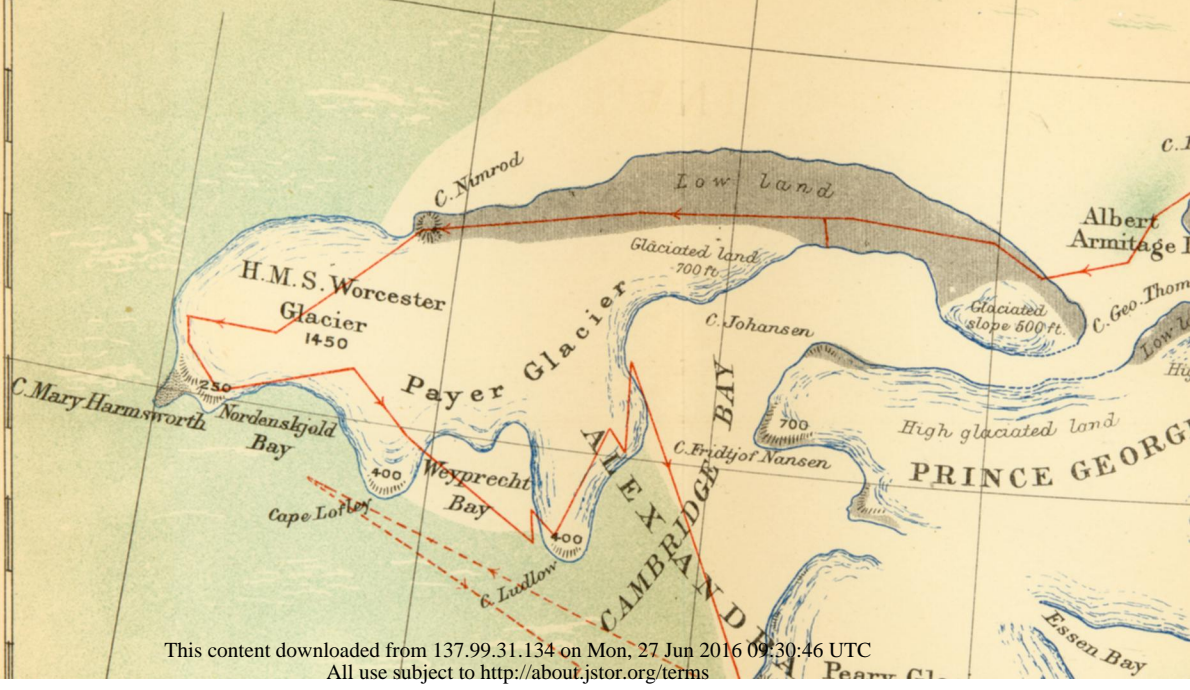 C. Nimrod
Low land
Albert
Armitage
Glaciated land
700 ft.
H.M.S. Worcester
Glacier
1450
Glaciated
slope 500 ft.
C. Geo. Thom
C. Johansen
Low
Payer Glacier
250
C. Mary Harmsworth
Nordenskjold
Bay
700
High glaciated land
C. Fridtjof Nansen
PRINCE GEORG
400
Weyprecht
Bay
Cape Lofley
400
C. Ludlow
CAMBRIDGE BAY
ALEXANDRA
Essen Bay
Peary Gl
This content downloaded from 137.99.31.134 on Mon, 27 Jun 2016 09:30:46 UTC
All use subject to http://about.jstor.org/terms